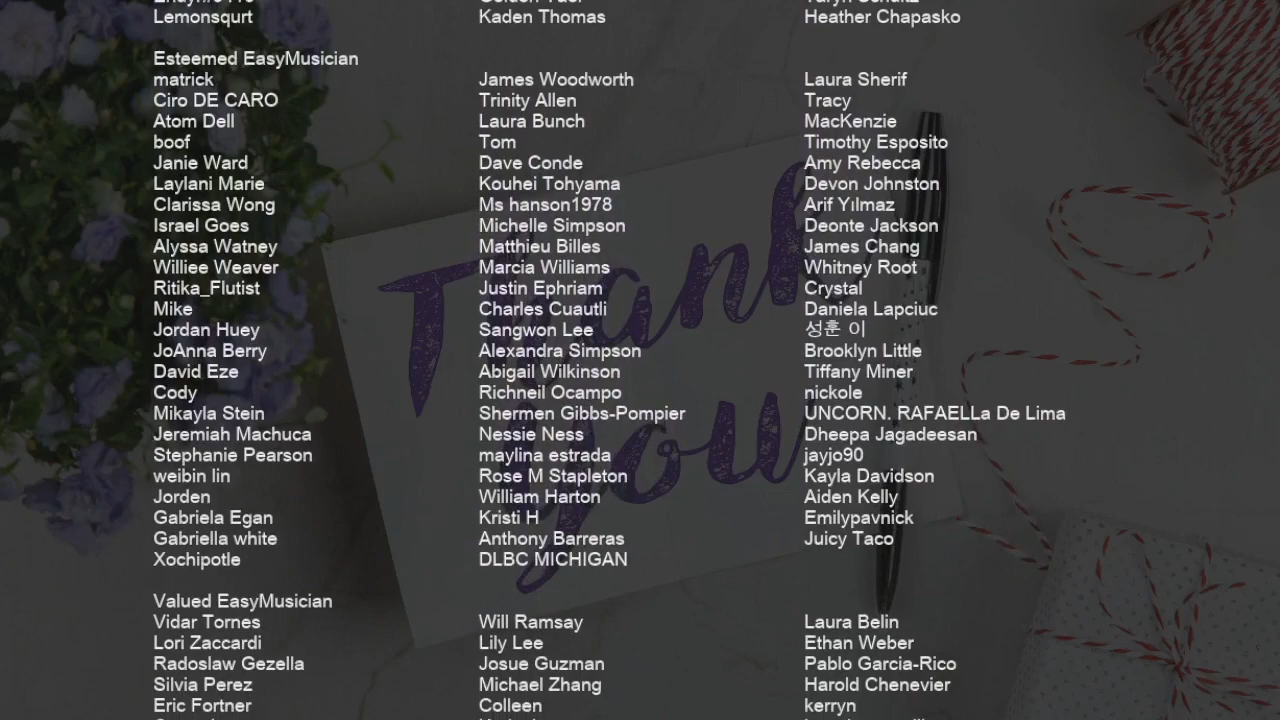 Lemonsqurt Kaden Thomas Heather Chapasko
Esteemed EasyMusician
matrick James Woodworth Laura Sherif
Ciro DE CARO Trinity Allen Tracy
Atom Dell Laura Bunch MacKenzie
boof Tom Timothy Esposito
Janie Ward Dave Conde Amy Rebecca
Laylani Marie Kouhei Tohyama Devon Johnston
Clarissa Wong Ms hanson1978 Arif Yılmaz
Israel Goes Michelle Simpson Deonte Jackson
Alyssa Watney Matthieu Billes James Chang
Williee Weaver Marcia Williams Whitney Root
Ritika_Flutist Justin Ephriam Crystal
Mike Charles Cuautli Daniela Lapciuc
Jordan Huey Sangwon Lee 성훈 이
JoAnna Berry Alexandra Simpson Brooklyn Little
David Eze Abigail Wilkinson Tiffany Miner
Cody Richneil Ocampo nickole
Mikayla Stein Shermen Gibbs-Pompier UNCORN. RAFAELLa De Lima
Jeremiah Machuca Nessie Ness Dheepa Jagadeesan
Stephanie Pearson maylina estrada jayjo90
weibin lin Rose M Stapleton Kayla Davidson
Jorden William Harton Aiden Kelly
Gabriela Egan Kristi H Emilypavnick
Gabriella white Anthony Barreras Juicy Taco
Xochipotle DLBC MICHIGAN
Valued EasyMusician
Vidar Tornes Will Ramsay Laura Belin
Lori Zaccardi Lily Lee Ethan Weber
Radoslaw Gezella Josue Guzman Pablo Garcia-Rico
Silvia Perez Michael Zhang Harold Chenevier
Eric Fortner Colleen kerryn
Thank
you